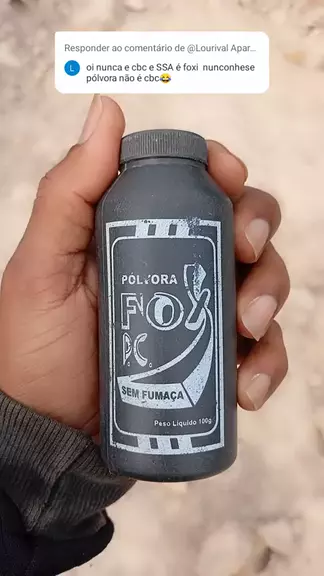 Responder ao comentário de @Lourival Apar...
L
oi nunca e cbc e SSA é foxi nunconhese
pólvora não é cbc😂
PÓLVORA
FOX
P.C.
SEM FUMAÇA
Peso Líquido 100g